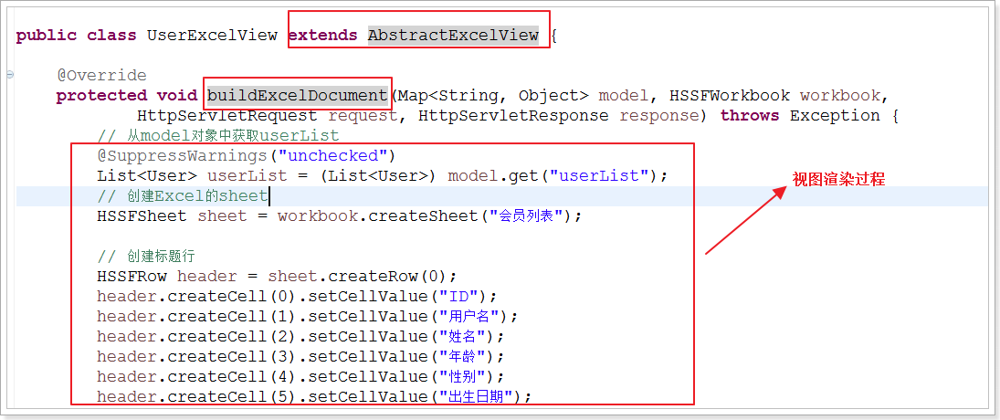 public class UserExcelView extends AbstractExcelView {
@Override
protected void buildExcelDocument(Map<String, Object> model, HSSFWorkbook workbook,
HttpServletRequest request, HttpServletResponse response) throws Exception {
// 从model对象中获取userList
@SuppressWarnings("unchecked")
List<User> userList = (List<User>) model.get("userList");
视图渲染过程
// 创建Excel的sheet
HSSFSheet sheet = workbook.createSheet("会员列表");
// 创建标题行
HSSFRow header = sheet.createRow(0);
header.createCell(0).setCellValue("ID");
header.createCell(1).setCellValue("用户名");
header.createCell(2).setCellValue("姓名");
header.createCell(3).setCellValue("年龄");
header.createCell(4).setCellValue("性别");
header.createCell(5).setCellValue("出生日期");